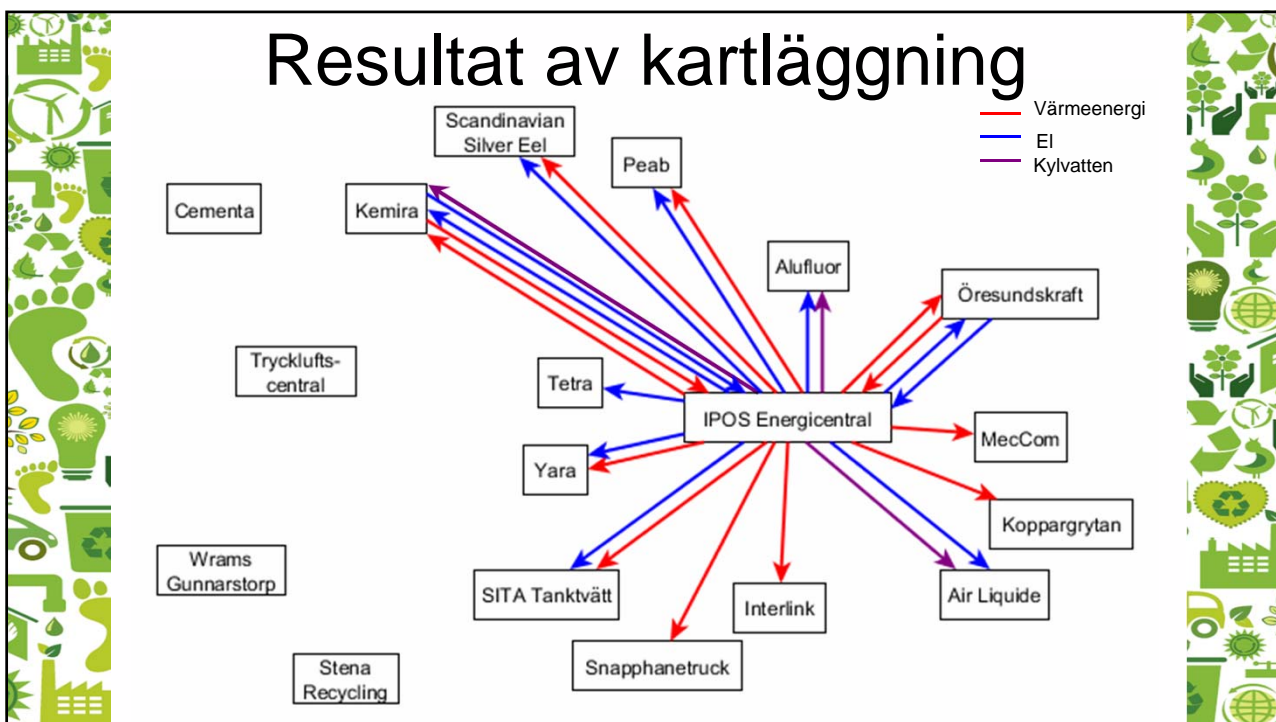 Resultat av kartläggning
Värmeenergi
El
Kylvatten
Scandinavian
Silver Eel
Peab
Cementa
Kemira
Alufluor
Öresundskraft
Trycklufts-
central
Tetra
IPOS Energicentral
MecCom
Yara
Koppargrytan
Wrams
Gunnarstorp
SITA Tanktvätt
Interlink
Air Liquide
Snapphanetruck
Stena
Recycling